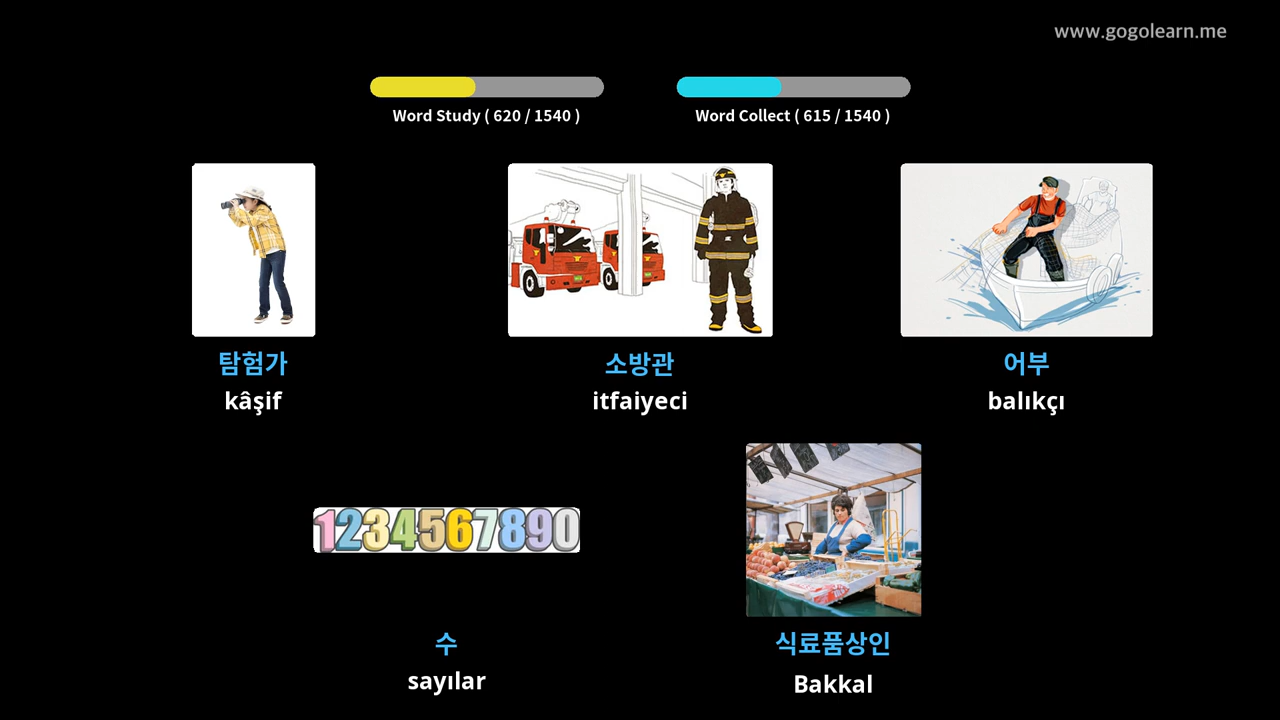 www.gogolearn.me
Word Study ( 620 / 1540 )
Word Collect ( 615 / 1540 )
탐험가
kâşif
소방관
itfaiyeci
어부
balıkçı
1234567890
수
sayılar
식료품상인
Bakkal